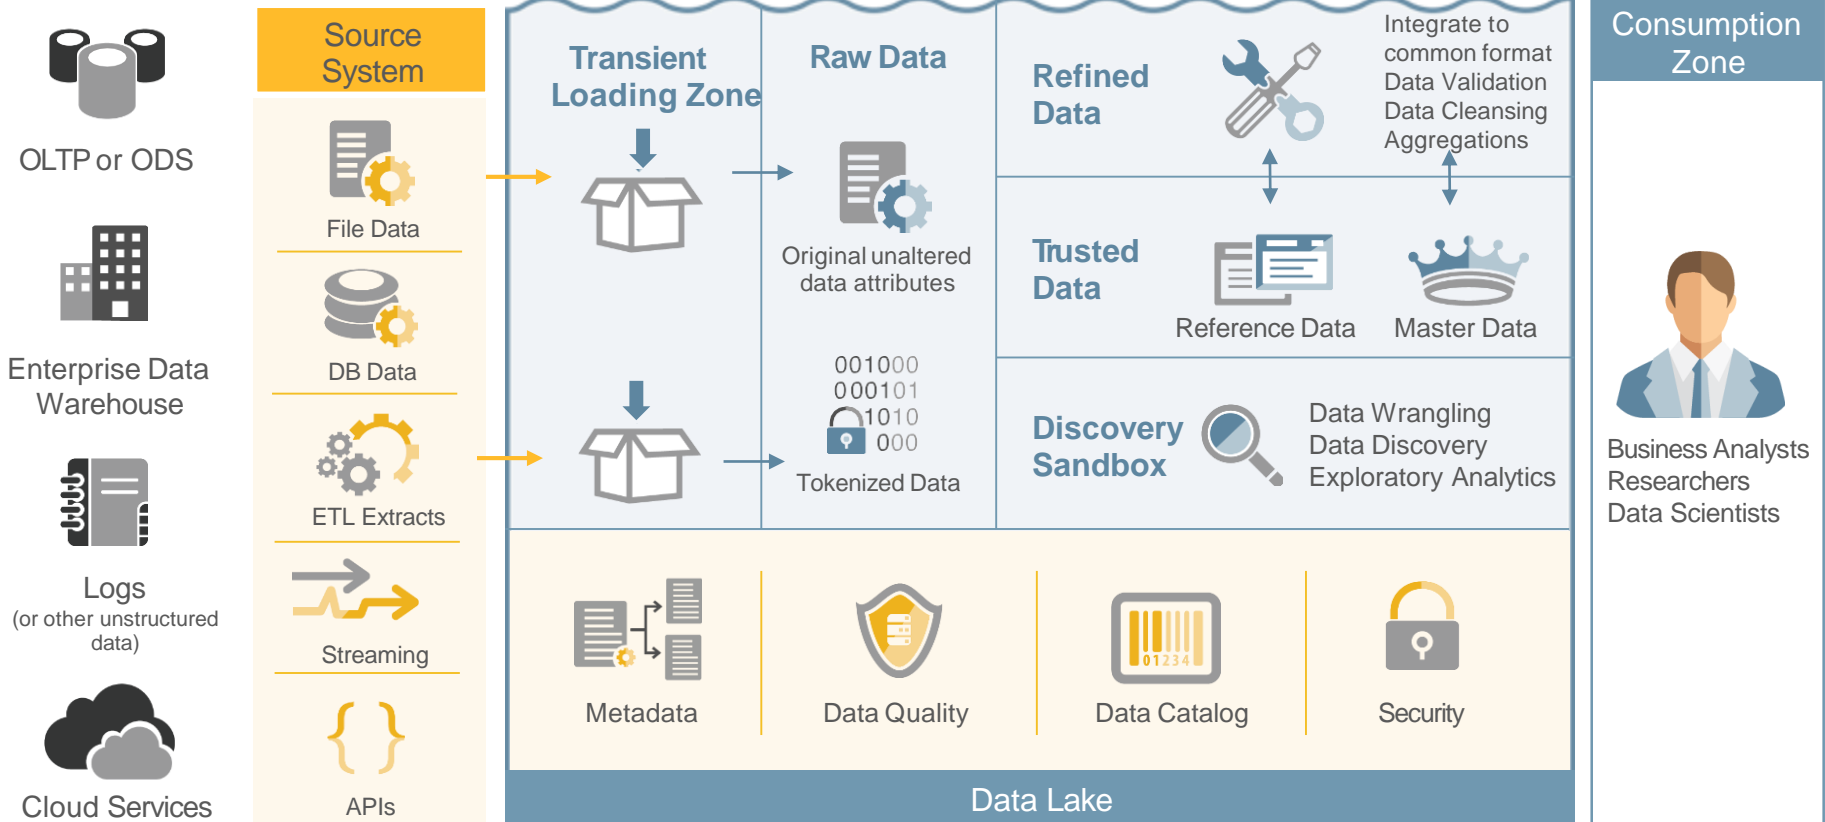 OLTP or ODS
Enterprise Data
Warehouse
Logs
(or other unstructured
data)
Cloud Services
Source
System
File Data
DB Data
ETL Extracts
Streaming
{ }
APIs
Transient
Loading Zone
Raw Data
Original unaltered
data attributes
001000
000101
1010
000
Tokenized Data
Refined
Data
Integrate to
common format
Data Validation
Data Cleansing
Aggregations
Trusted
Data
Reference Data
Master Data
Discovery
Sandbox
Data Wrangling
Data Discovery
Exploratory Analytics
Metadata
Data Quality
01234
Data Catalog
Security
Data Lake
Consumption
Zone
Business Analysts
Researchers
Data Scientists